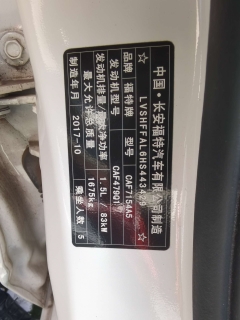 中国·长安福特汽车有限公司制造
LVSHFFAL6HS443429
品牌 福特牌 型号 CAF7154A5
发动机型号 CAF479Q1
发动机排量/最大净功率 1.5L / 83kW
最大允许总质量 1675kg
制造年月 2017-10 乘坐人数 5